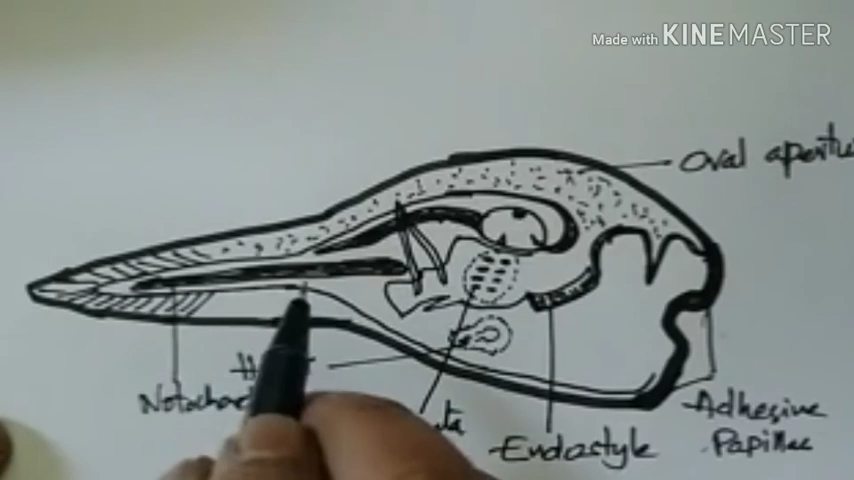 Made with KINEMASTER
Oval apertu
Endostyle
Adhesive
Papillae